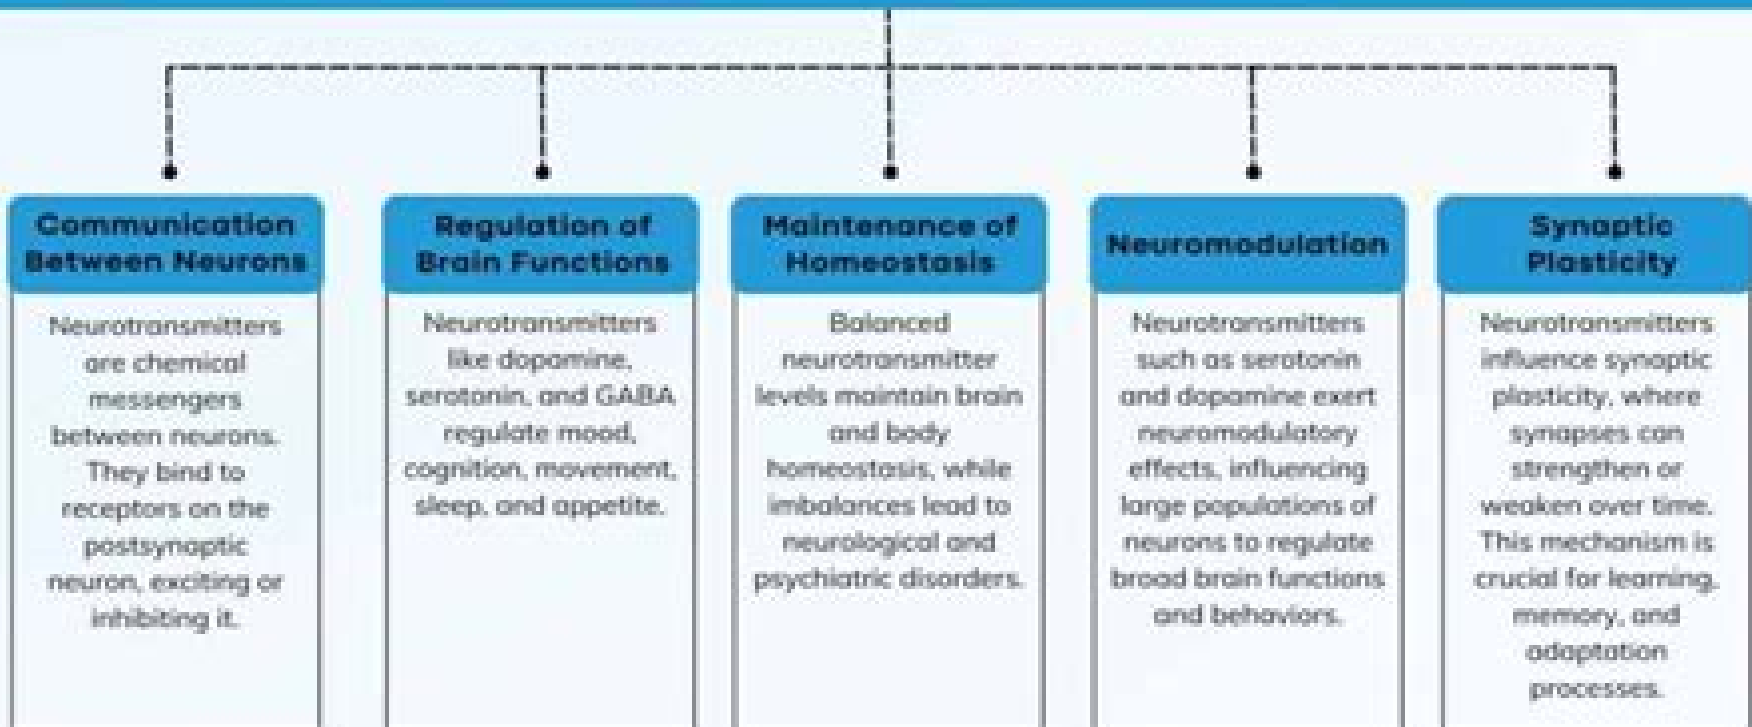 Communication
Between Neurons
Neurotransmitters
are chemical
messengers
between neurons.
They bind to
receptors on the
postsynaptic
neuron, exciting or
inhibiting it.
Regulation of
Brain Functions
Neurotransmitters
like dopamine,
serotonin, and GABA
regulate mood,
cognition, movement,
sleep, and appetite.
Maintenance of
Homeostasis
Balanced
neurotransmitter
levels maintain brain
and body
homeostasis, while
imbalances lead to
neurological and
psychiatric disorders.
Neuromodulation
Neurotransmitters
such as serotonin
and dopamine exert
neuromodulatory
effects, influencing
large populations of
neurons to regulate
broad brain functions
and behaviors.
Synaptic
Plasticity
Neurotransmitters
influence synaptic
plasticity, where
synapses can
strengthen or
weaken over time.
This mechanism is
crucial for learning,
memory, and
adaptation
processes.